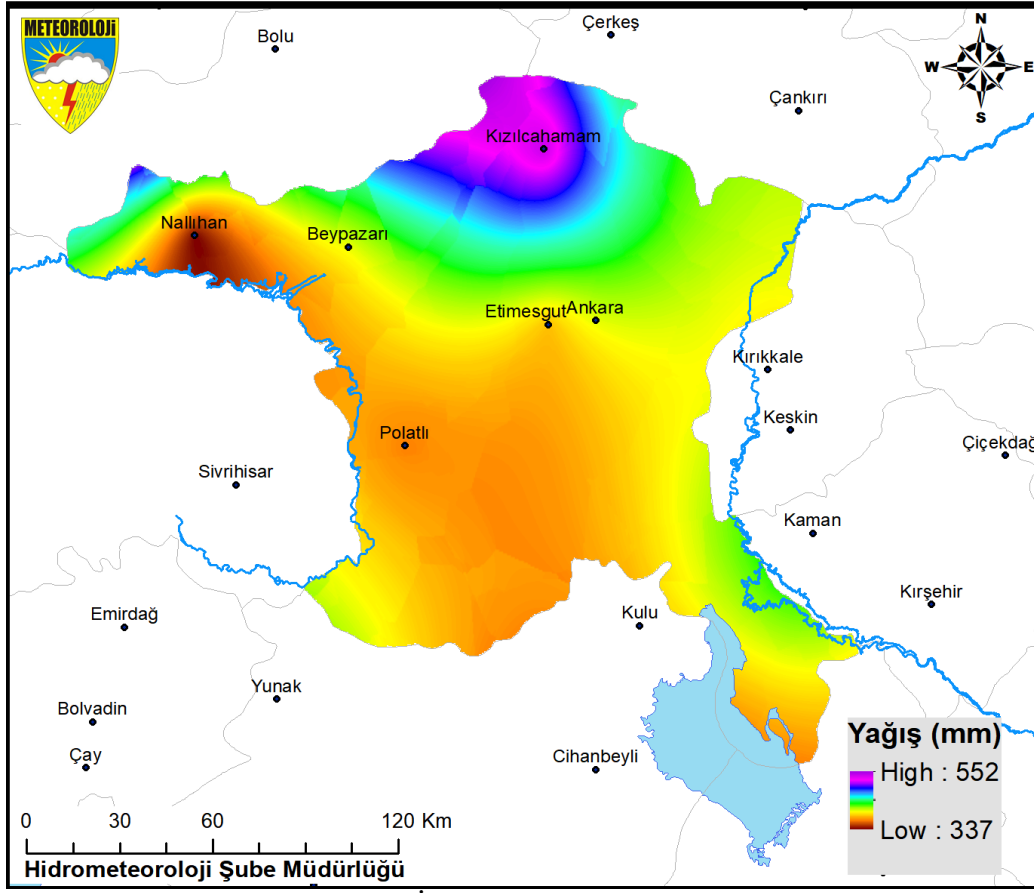 METEOROLOJİ
Bolu
Çerkeş
N
W
E
S
Çankırı
Kızılcahamam
Nallıhan
Beypazarı
Etimesgut
Ankara
Kırıkkale
Keskin
Polatlı
Çiçekdağ
Sivrihisar
Kaman
Kırşehir
Emirdağ
Kulu
Yunak
Bolvadin
Çay
Cihanbeyli
Yağış (mm)
High : 552
Low : 337
0 30 60 120 Km
Hidrometeoroloji Şube Müdürlüğü